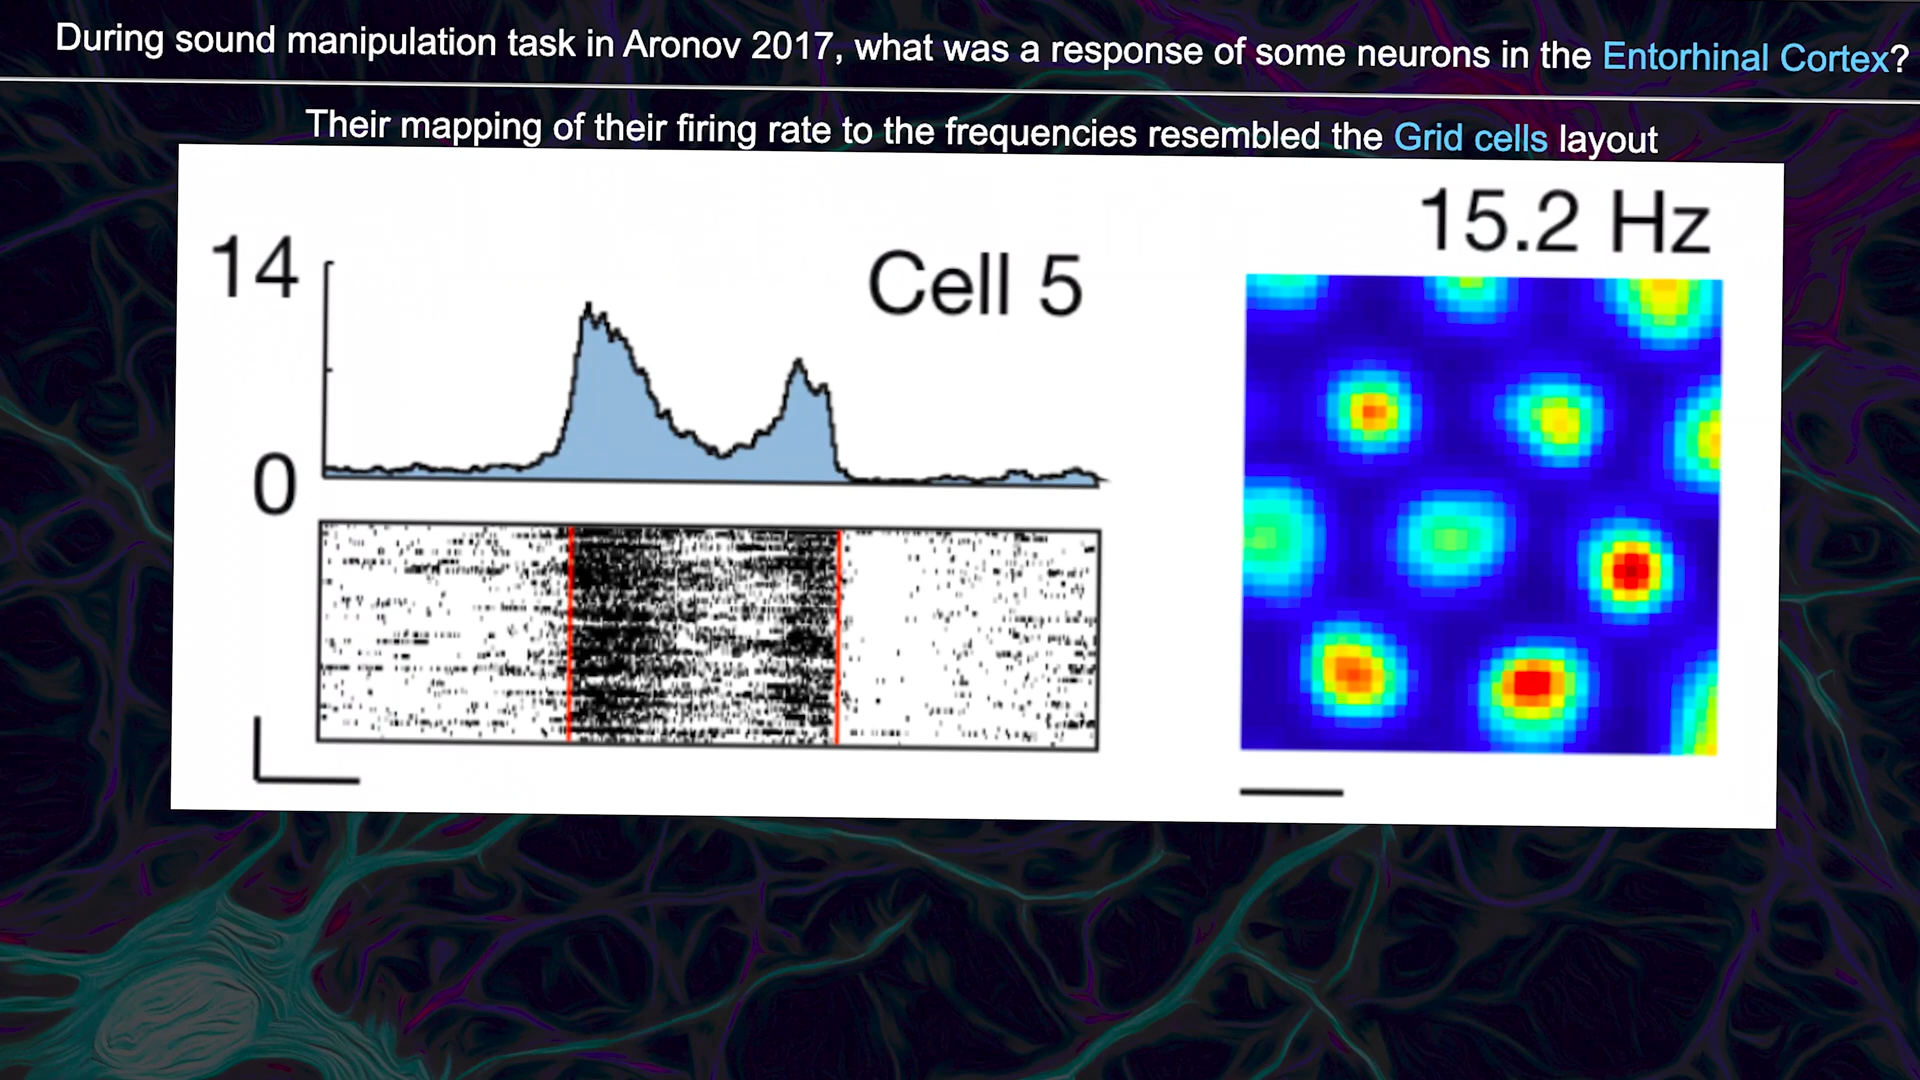 During sound manipulation task in Aronov 2017, what was a response of some neurons in the Entorhinal Cortex?
Their mapping of their firing rate to the frequencies resembled the Grid cells layout
15.2 Hz
14
Cell 5
0